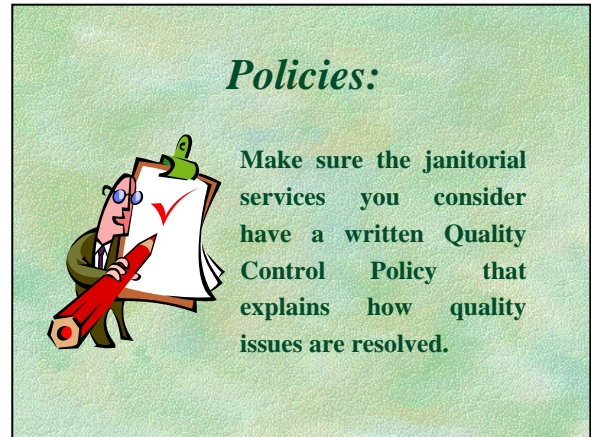 Policies:
Make sure the janitorial
services you consider
have a written Quality
Control Policy that
explains how quality
issues are resolved.